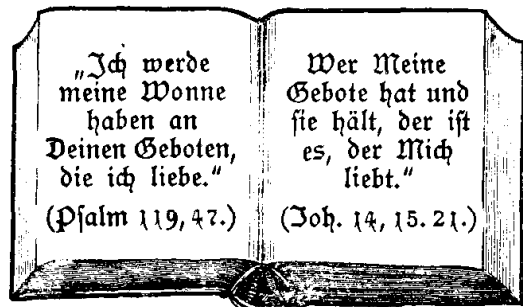 „Ich werde
meine Wonne
haben an
Deinen Geboten,
die ich liebe.“
(Psalm 119, 47.)
Wer Meine
Gebote hat und
sie hält, der ist
es, der Mich
liebt.“
(Joh. 14, 15. 21.)